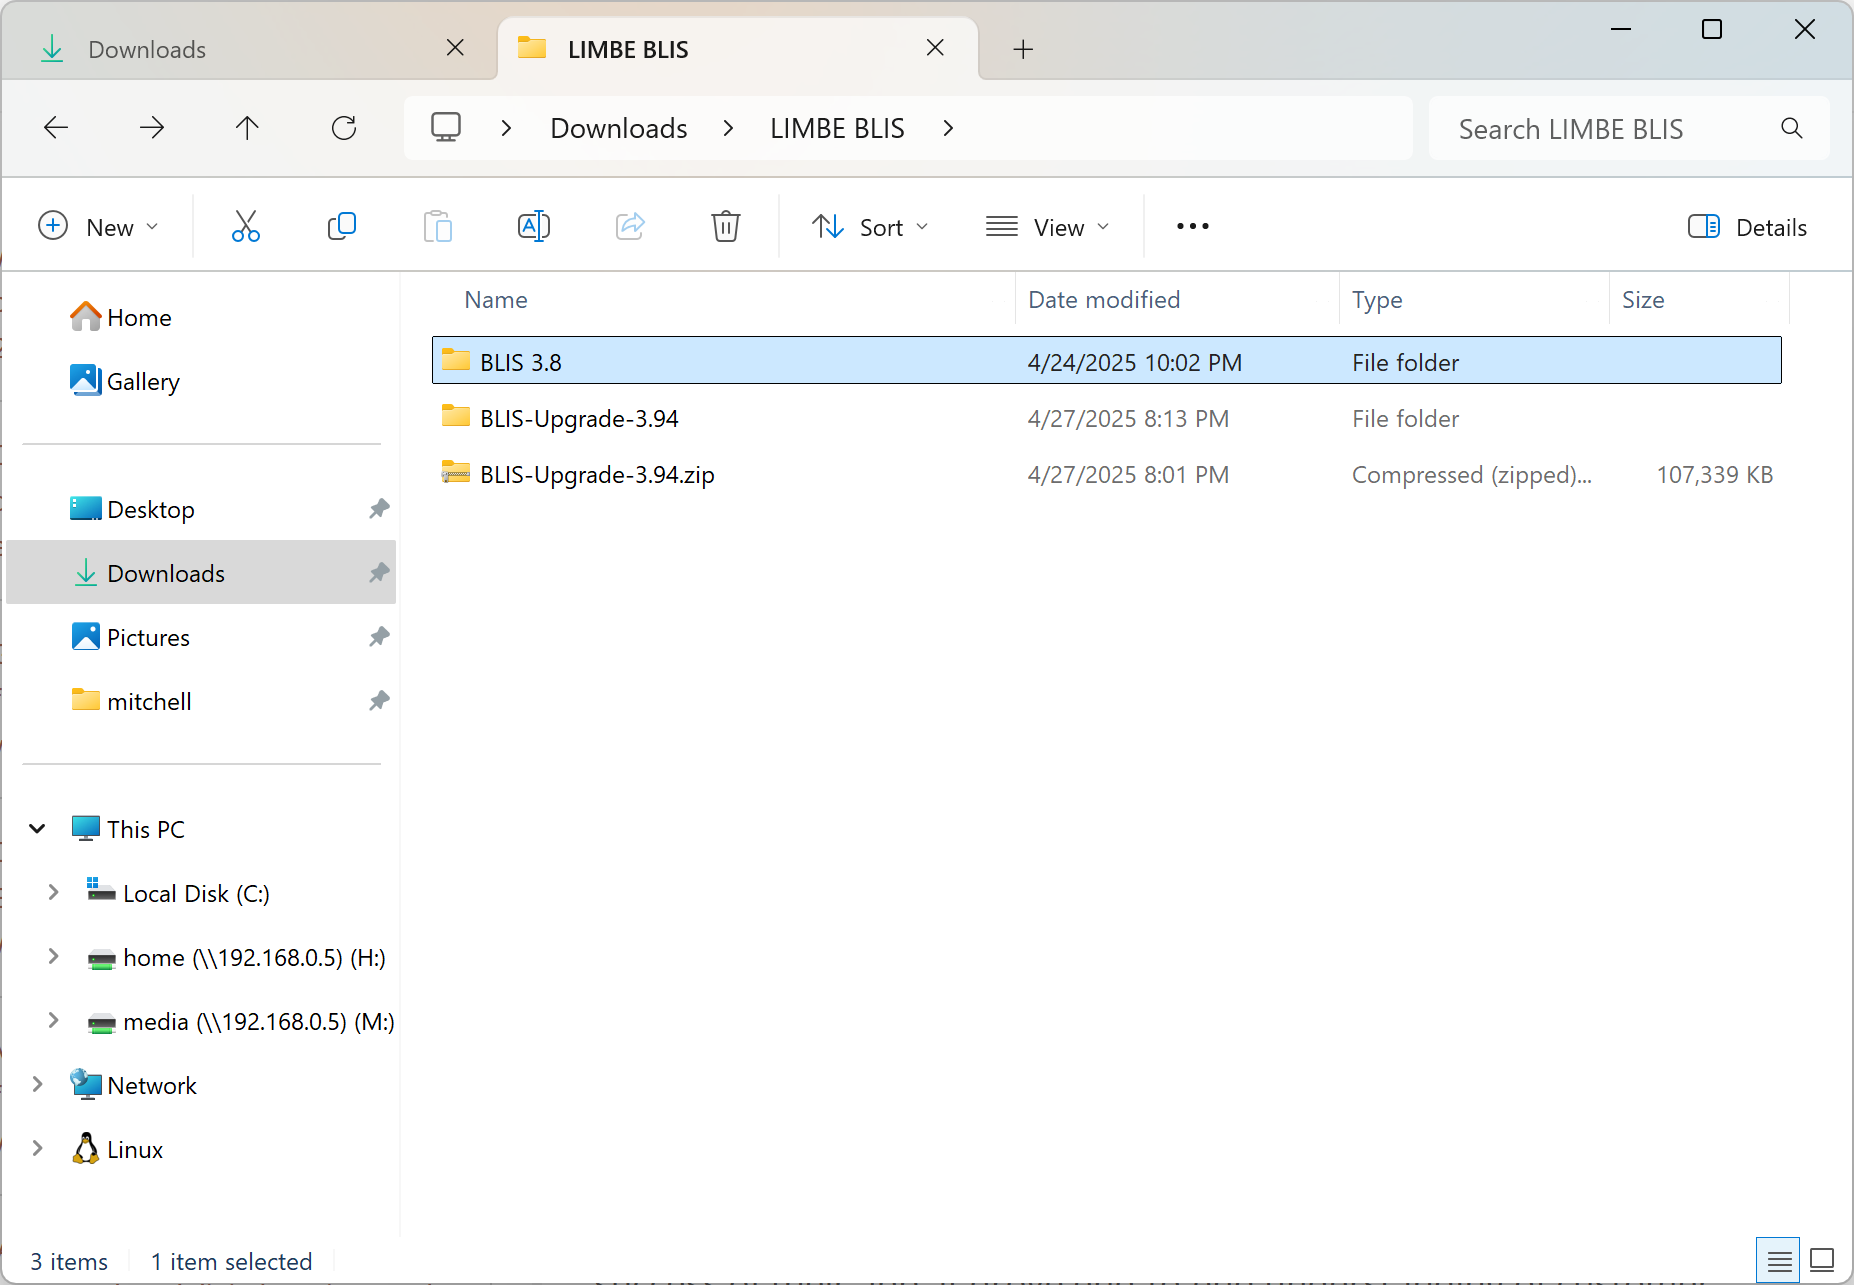 Downloads
LIMBE BLIS
Downloads
LIMBE BLIS
Search LIMBE BLIS
New
Sort
View
Details
Name
Date modified
Type
Size
BLIS 3.8
4/24/2025 10:02 PM
File folder
BLIS-Upgrade-3.94
4/27/2025 8:13 PM
File folder
BLIS-Upgrade-3.94.zip
4/27/2025 8:01 PM
Compressed (zipped)...
107,339 KB
Home
Gallery
Desktop
Downloads
Pictures
mitchell
This PC
Local Disk (C:)
home (\\192.168.0.5) (H:)
media (\\192.168.0.5) (M:)
Network
Linux
3 items
1 item selected